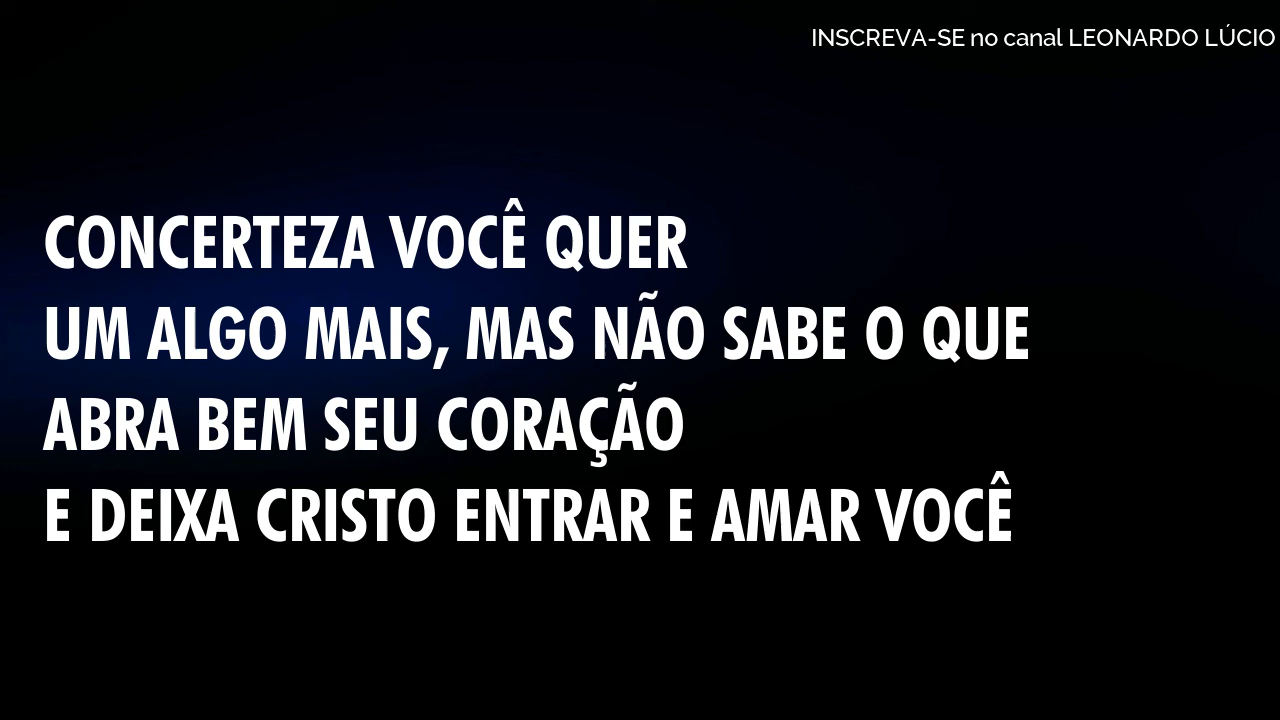 INSCREVA-SE no canal LEONARDO LÚCIO
CONCERTEZA VOCÊ QUER
UM ALGO MAIS, MAS NÃO SABE O QUE
ABRA BEM SEU CORAÇÃO
E DEIXA CRISTO ENTRAR E AMAR VOCÊ